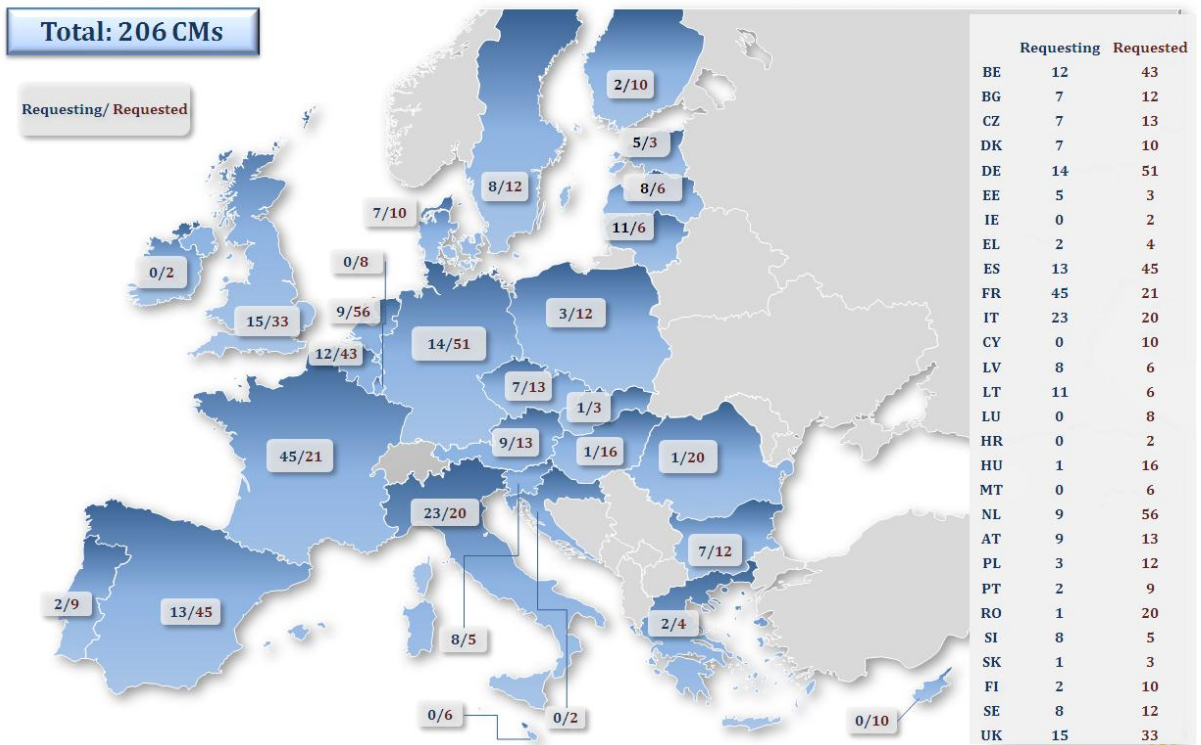 Total: 206 CMs
Requesting/ Requested
2/10
5/3
8/6
8/12
11/6
7/10
0/8
0/2
9/56
15/33
3/12
12/43
14/51
7/13
1/3
9/13
1/16
45/21
1/20
23/20
7/12
2/9
13/45
2/4
8/5
0/6
0/2
0/10
Requesting Requested
BE 12 43
BG 7 12
CZ 7 13
DK 7 10
DE 14 51
EE 5 3
IE 0 2
EL 2 4
ES 13 45
FR 45 21
IT 23 20
CY 0 10
LV 8 6
LT 11 6
LU 0 8
HR 0 2
HU 1 16
MT 0 6
NL 9 56
AT 9 13
PL 3 12
PT 2 9
RO 1 20
SI 8 5
SK 1 3
FI 2 10
SE 8 12
UK 15 33